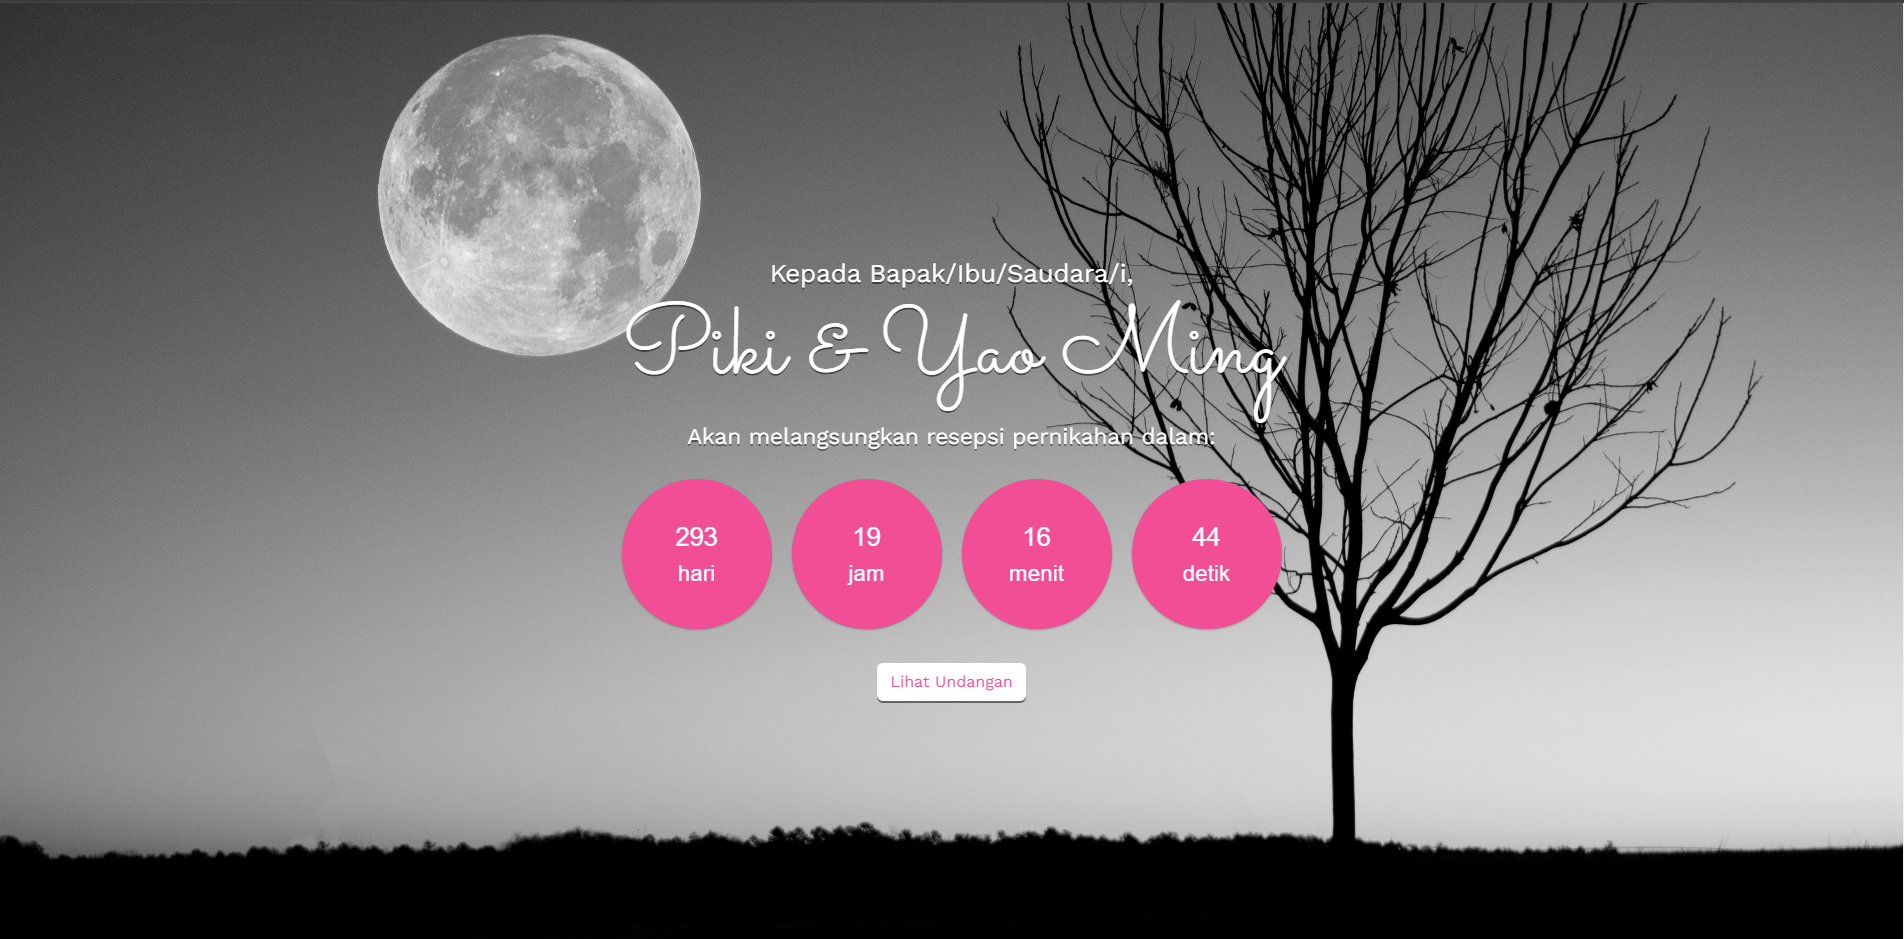 Kepada Bapak/Ibu/Saudara/i,
Piki & Yao Ming
Akan melangsungkan resepsi pernikahan dalam:
293 19 16 44
hari jam menit detik
Lihat Undangan